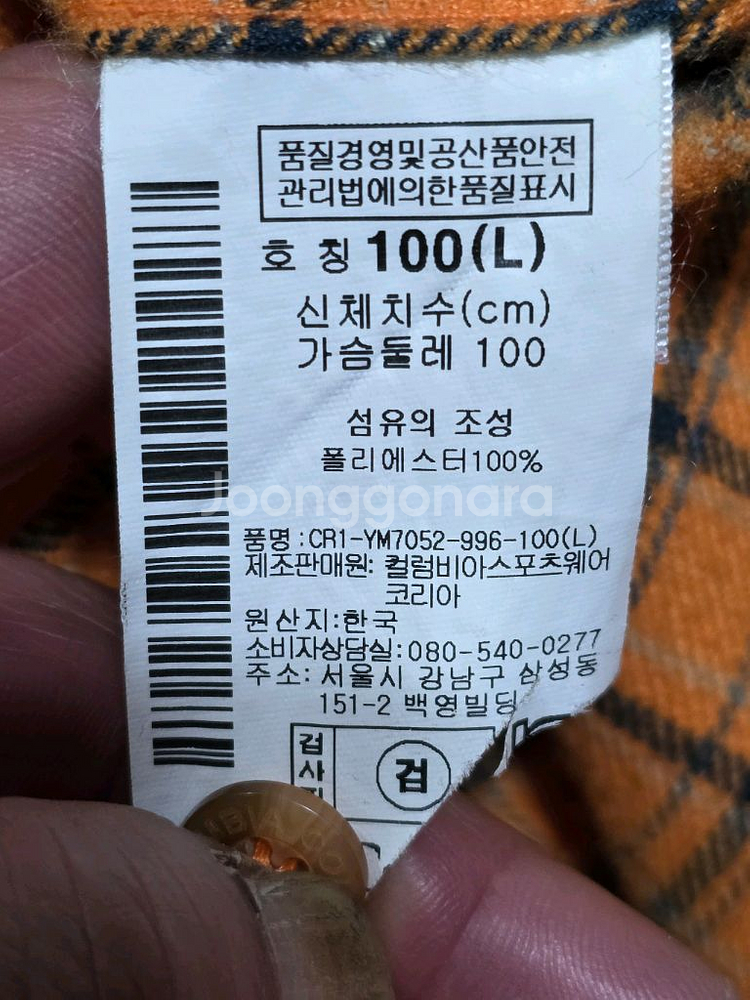 품질경영및공산품안전
관리법에의한품질표시
호 칭 100(L)
신체치수(cm)
가슴둘레 100
섬유의 조성
폴리에스터100%
Joonggonara
품명:CR1-YM7052-996-100(L)
제조판매원: 컬럼비아스포츠웨어
코리아
원산지:한국
소비자상담실:080-540-0277
주소: 서울시 강남구 삼성동
151-2 백영빌딩
검사
검